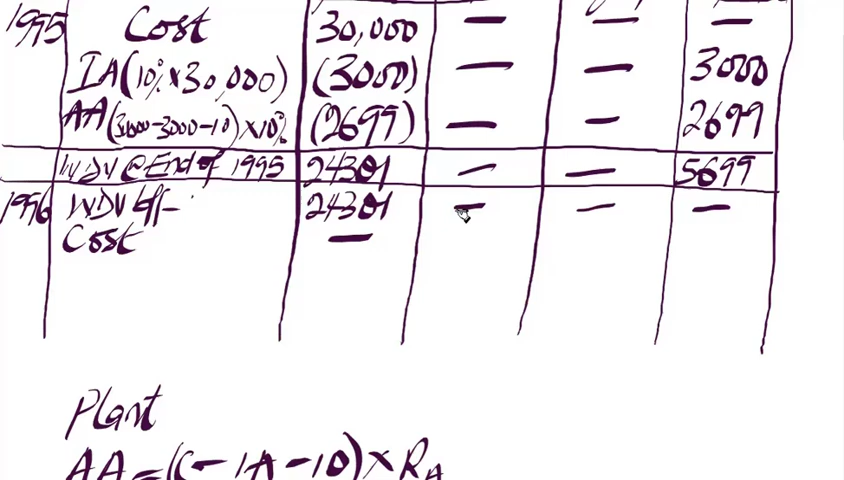 1995 Cost 30,000 — — —
IA (10% × 30,000) (3000) — — 3000
AA (30000-3000-10) × 10% (2699) — — 2699
WDV @ End of 1995 24301 — — 5699
1996 WDV b/f- 24301 — — —
Cost —
Plant
AA = (C - IA - 10) × RA